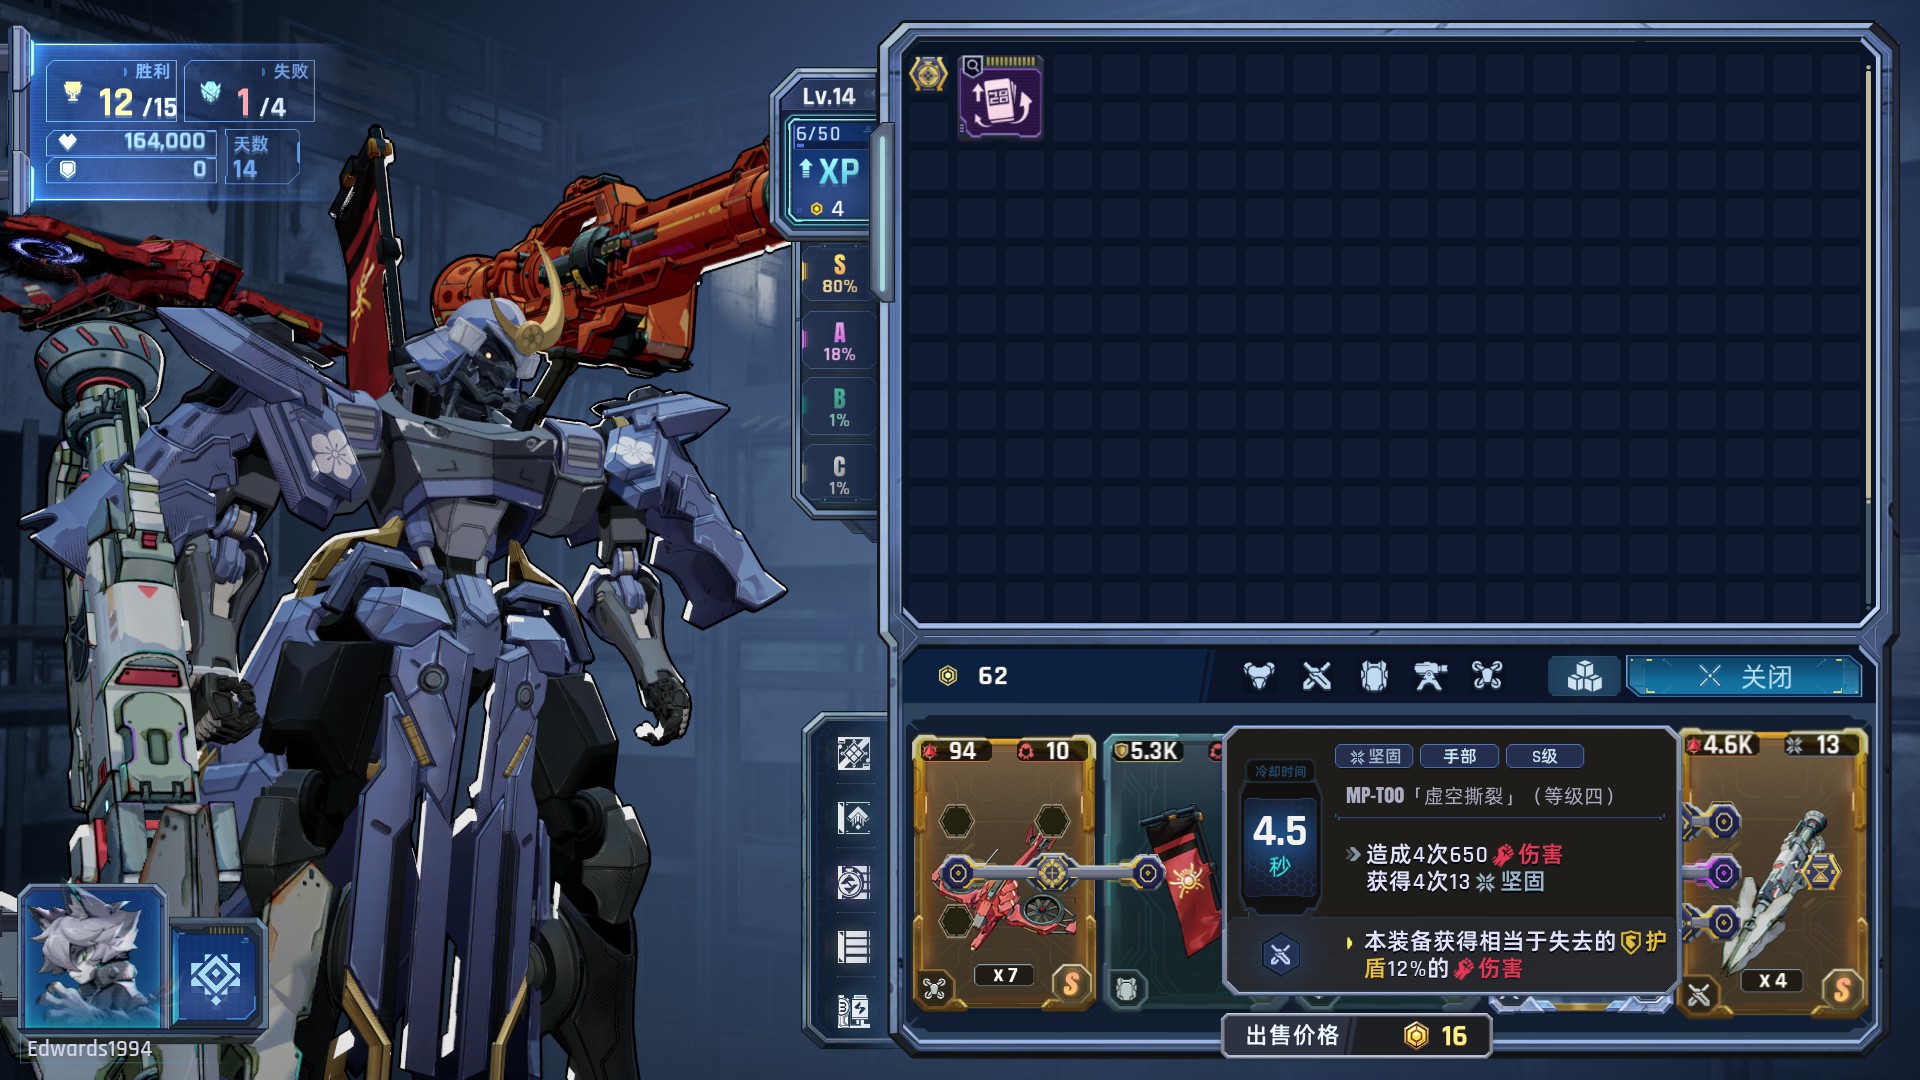 胜利
12 /15
失败
1 /4
164,000
0
天数
14
Lv.14
6/50
XP
4
S
80%
A
18%
B
1%
C
1%
62
关闭
94
10
x 7
S
5.3K
冷却时间
4.5
秒
坚固
手部
S级
MP-T00「虚空撕裂」（等级四）
造成4次650伤害
获得4次13坚固
本装备获得相当于失去的护
盾12%的伤害
4.6K
13
x 4
S
出售价格
16
Edwards1994